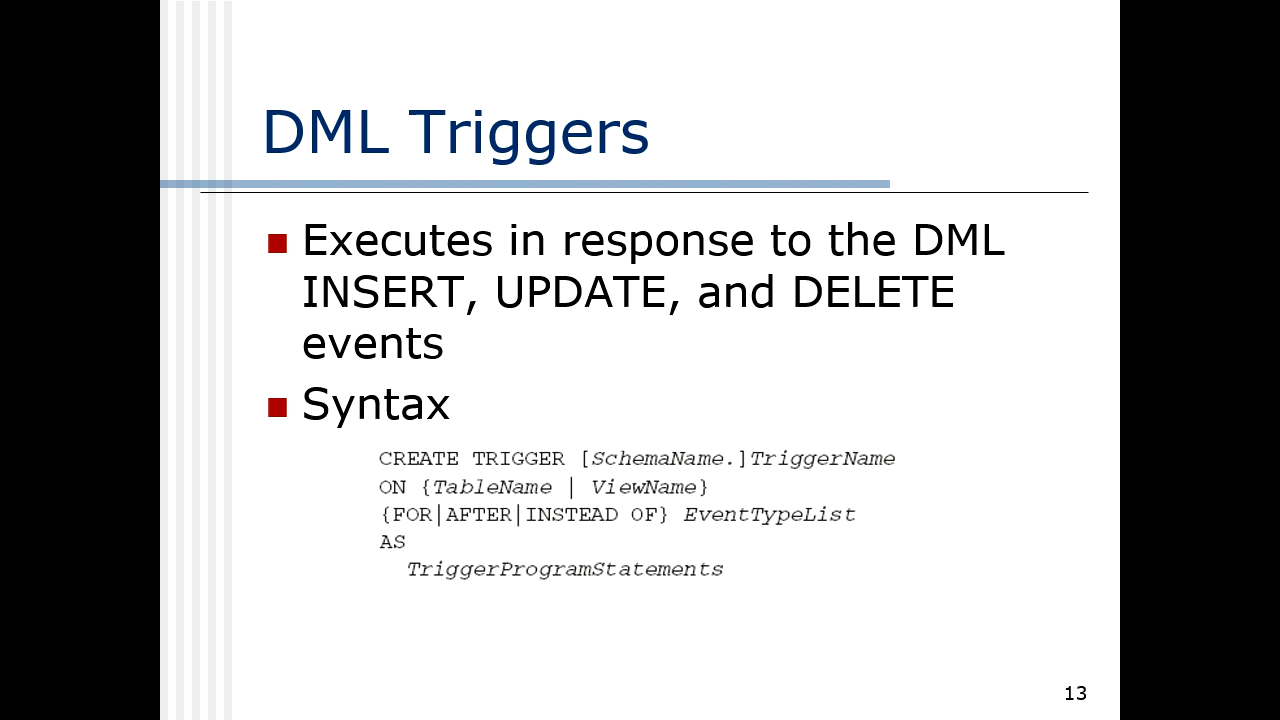 DML Triggers
Executes in response to the DML
INSERT, UPDATE, and DELETE
events
Syntax
CREATE TRIGGER [SchemaName.]TriggerName
ON {TableName | ViewName}
{FOR|AFTER|INSTEAD OF} EventTypeList
AS
TriggerProgramStatements
13